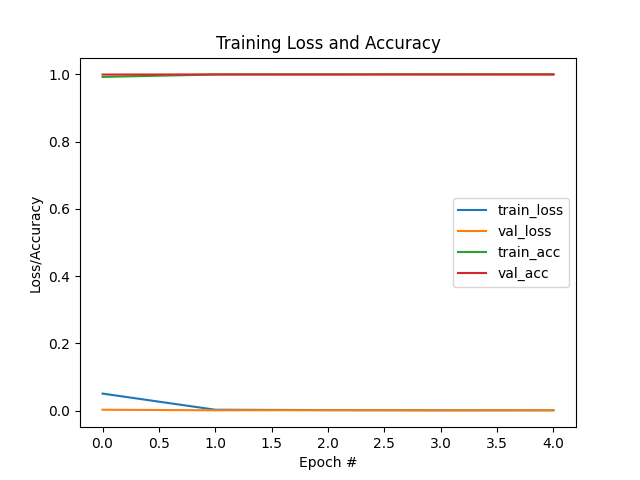 Training Loss and Accuracy
1.0
0.8
0.6
0.4
0.2
0.0
Loss/Accuracy
train_loss
val_loss
train_acc
val_acc
0.0 0.5 1.0 1.5 2.0 2.5 3.0 3.5 4.0
Epoch #